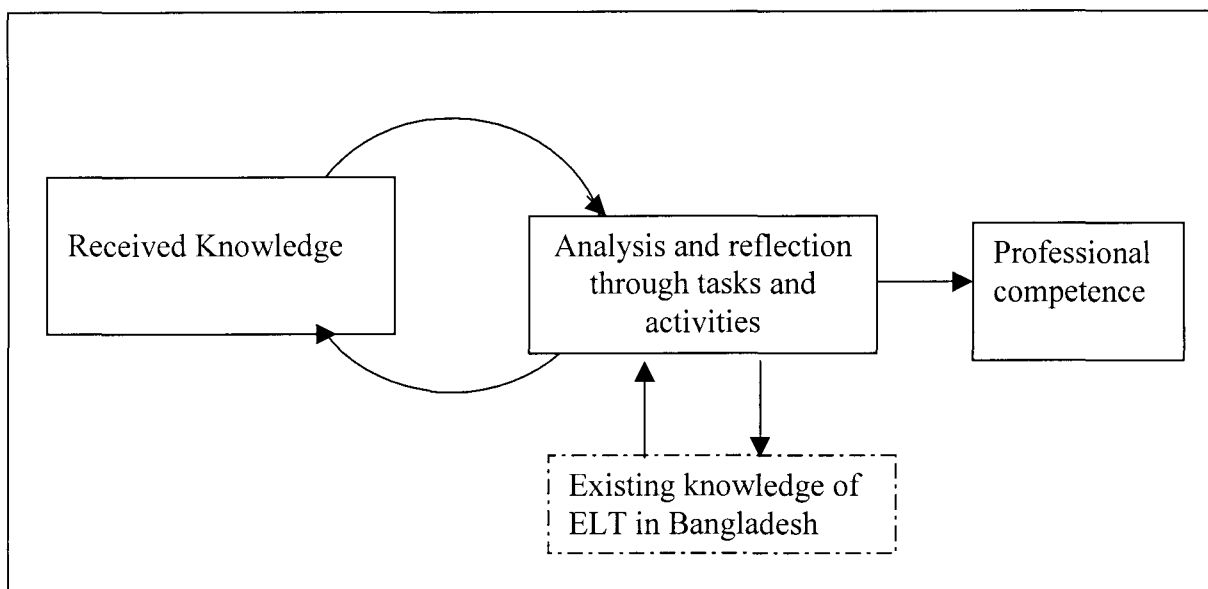 Received Knowledge
Analysis and reflection
through tasks and
activities
Professional
competence
Existing knowledge of
ELT in Bangladesh